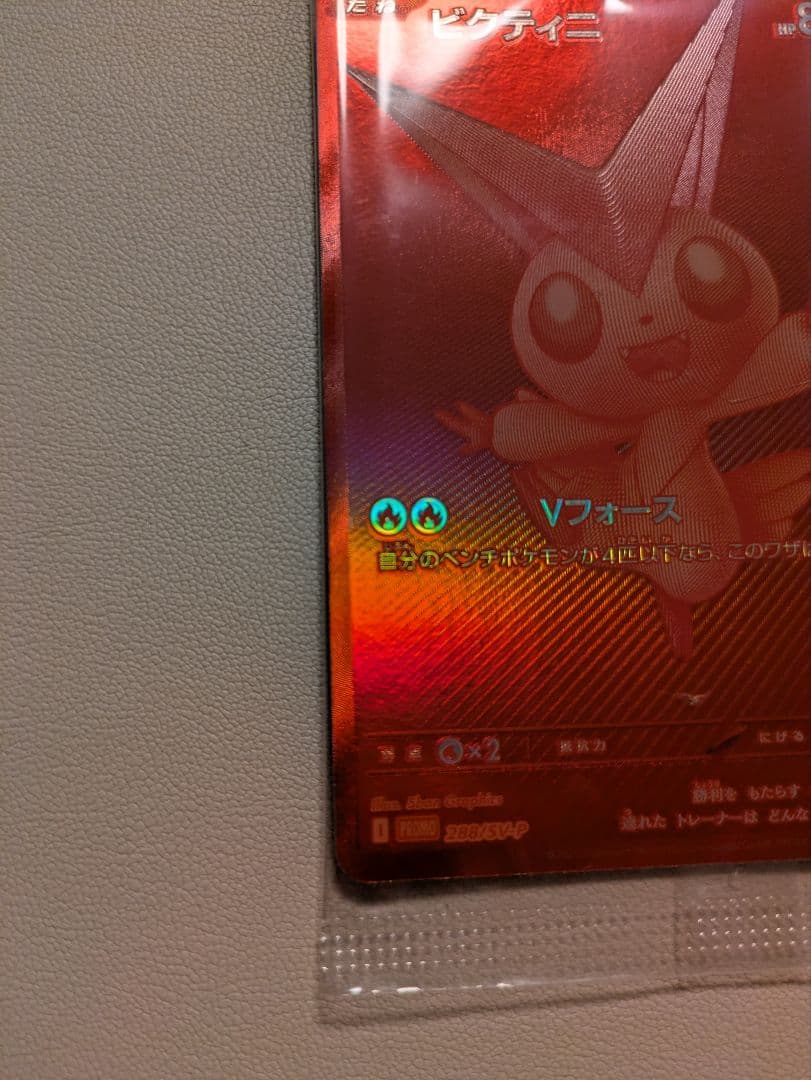 たね ビクティニ HP 8
Vフォース
自分のベンチポケモンが4匹以下なら、このワザは
弱点 ×2 抵抗力 にげる
Illus. 5ban Graphics
勝利を もたらす
I PROMO 288/SV-P
連れた トレーナーは どんな